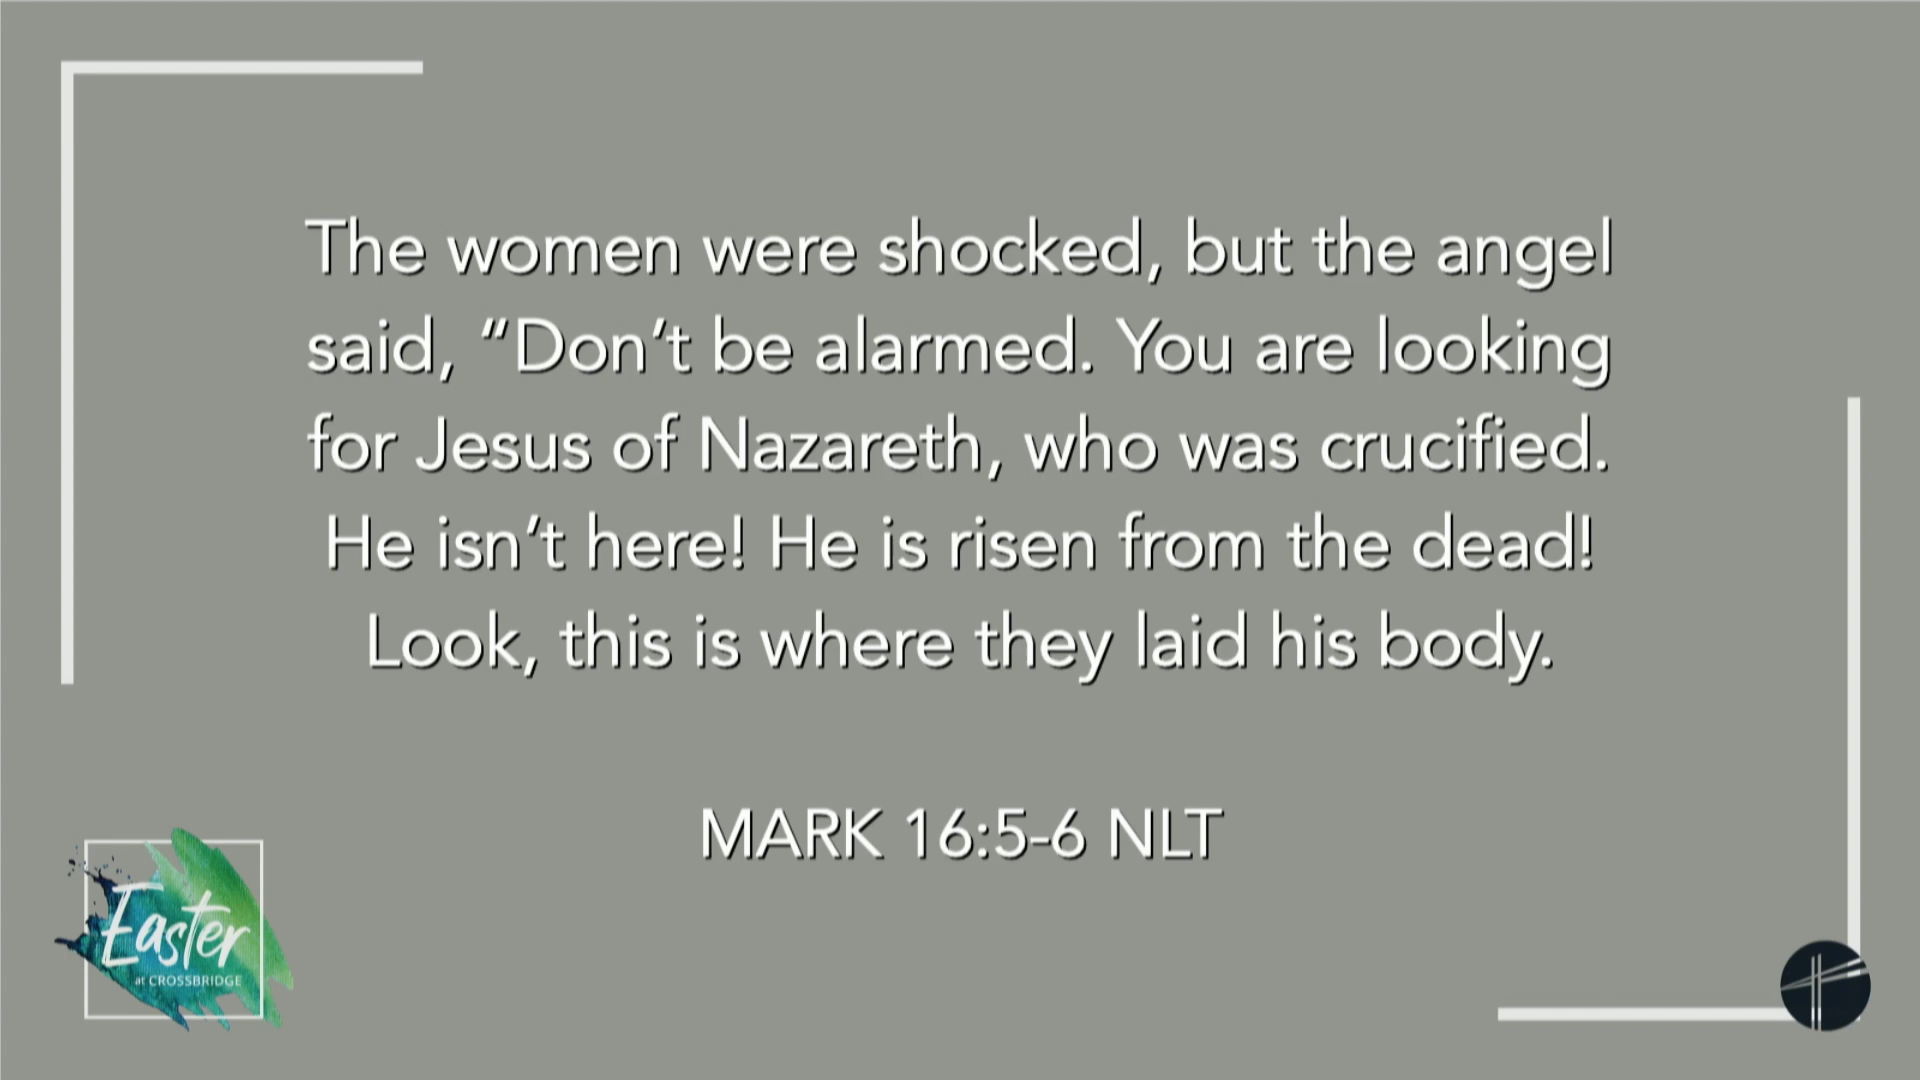 The women were shocked, but the angel
said, “Don’t be alarmed. You are looking
for Jesus of Nazareth, who was crucified.
He isn’t here! He is risen from the dead!
Look, this is where they laid his body.
MARK 16:5-6 NLT
Easter
at CROSSBRIDGE